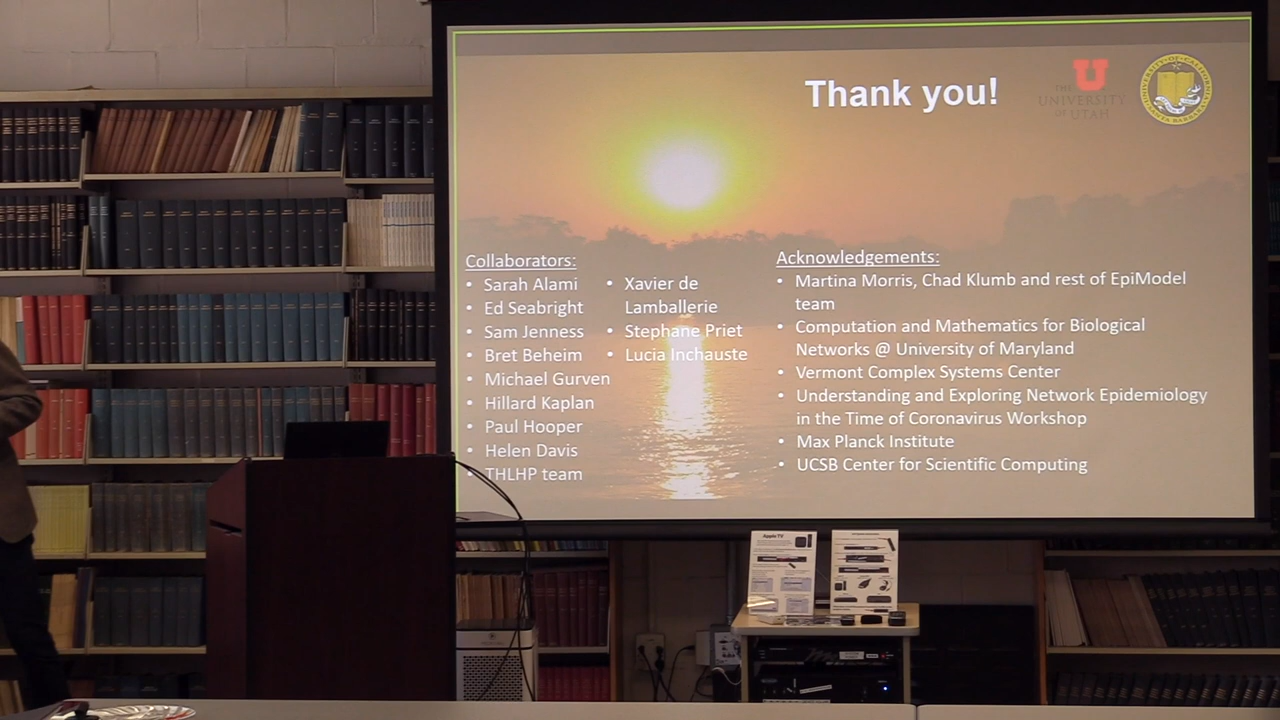 Thank you!
THE
UNIVERSITY
OF UTAH
Collaborators:
• Sarah Alami
• Ed Seabright
• Sam Jenness
• Bret Beheim
• Michael Gurven
• Hillard Kaplan
• Paul Hooper
• Helen Davis
• THLHP team
• Xavier de
Lamballerie
• Stephane Priet
• Lucia Inchauste
Acknowledgements:
• Martina Morris, Chad Klumb and rest of EpiModel
team
• Computation and Mathematics for Biological
Networks @ University of Maryland
• Vermont Complex Systems Center
• Understanding and Exploring Network Epidemiology
in the Time of Coronavirus Workshop
• Max Planck Institute
• UCSB Center for Scientific Computing
Apple TV